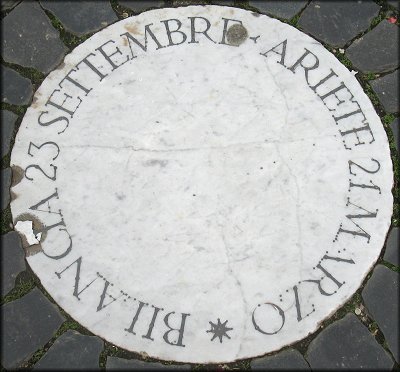 BILANCIA 23 SETTEMBRE · ARIETE 21 MARZO